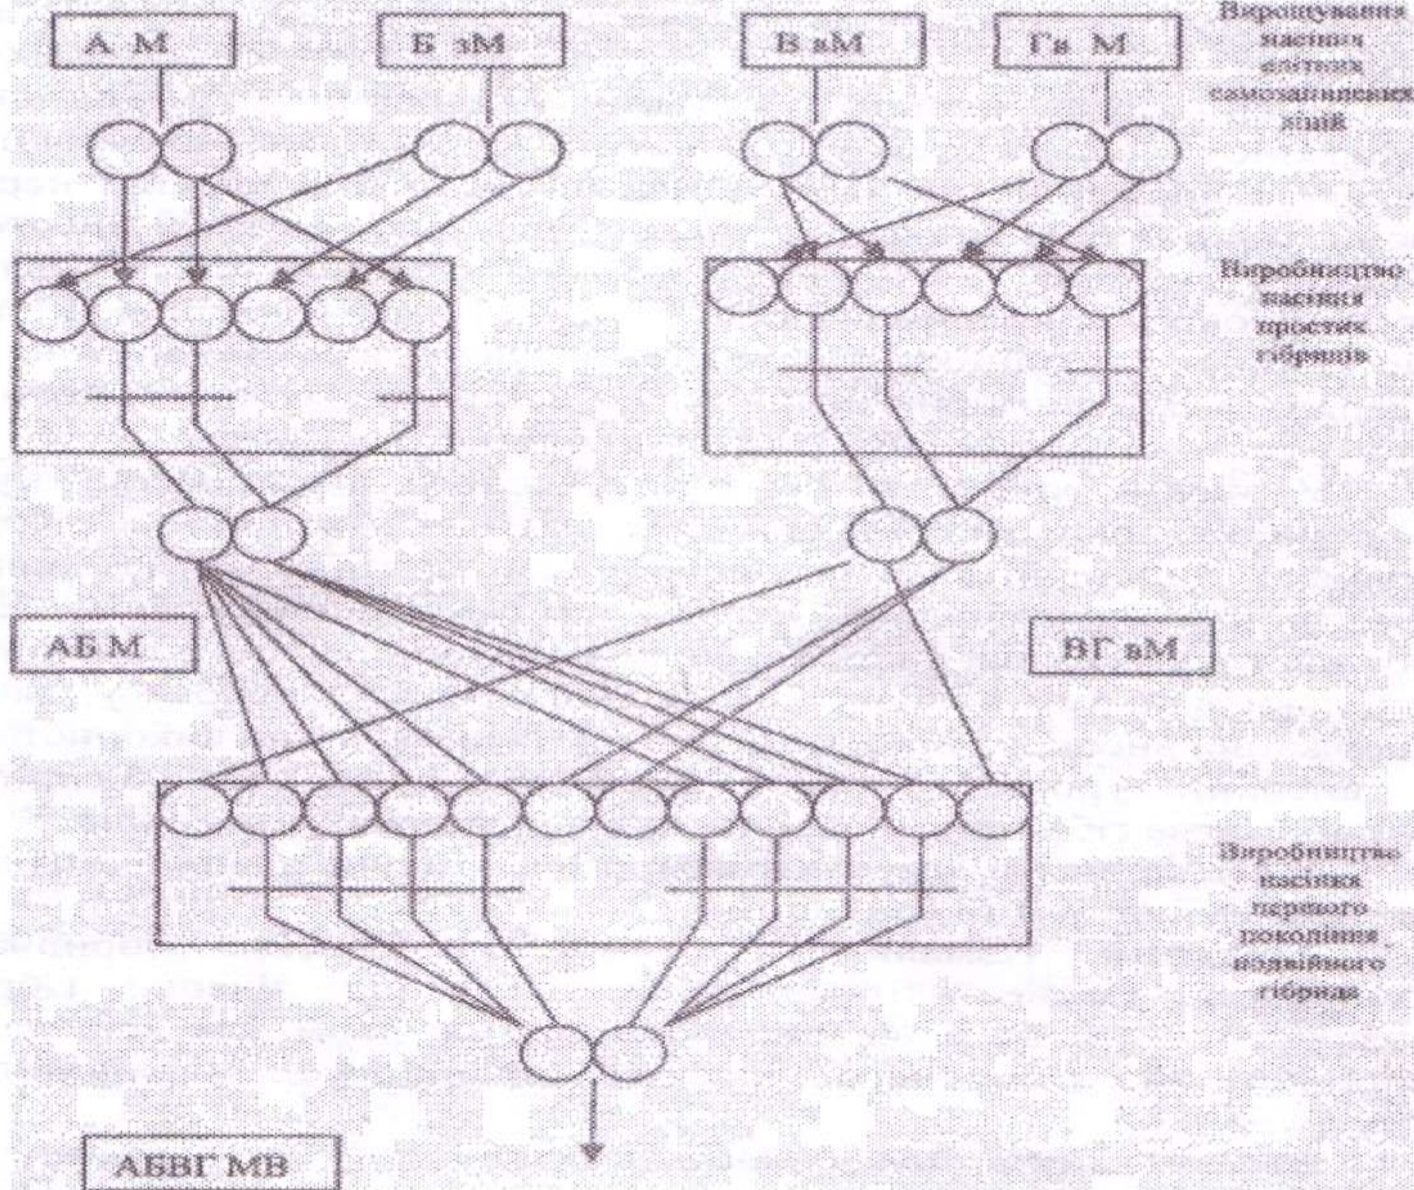 А М
Б зМ
В вМ
Гв М
Вирощування
насіння
елітних
самозапилених
ліній
Виробництво
насіння
простих
гібридів
АБ М
ВГ вМ
Виробництво
насіння
першого
покоління
подвійного
гібрида
АБВГ МВ